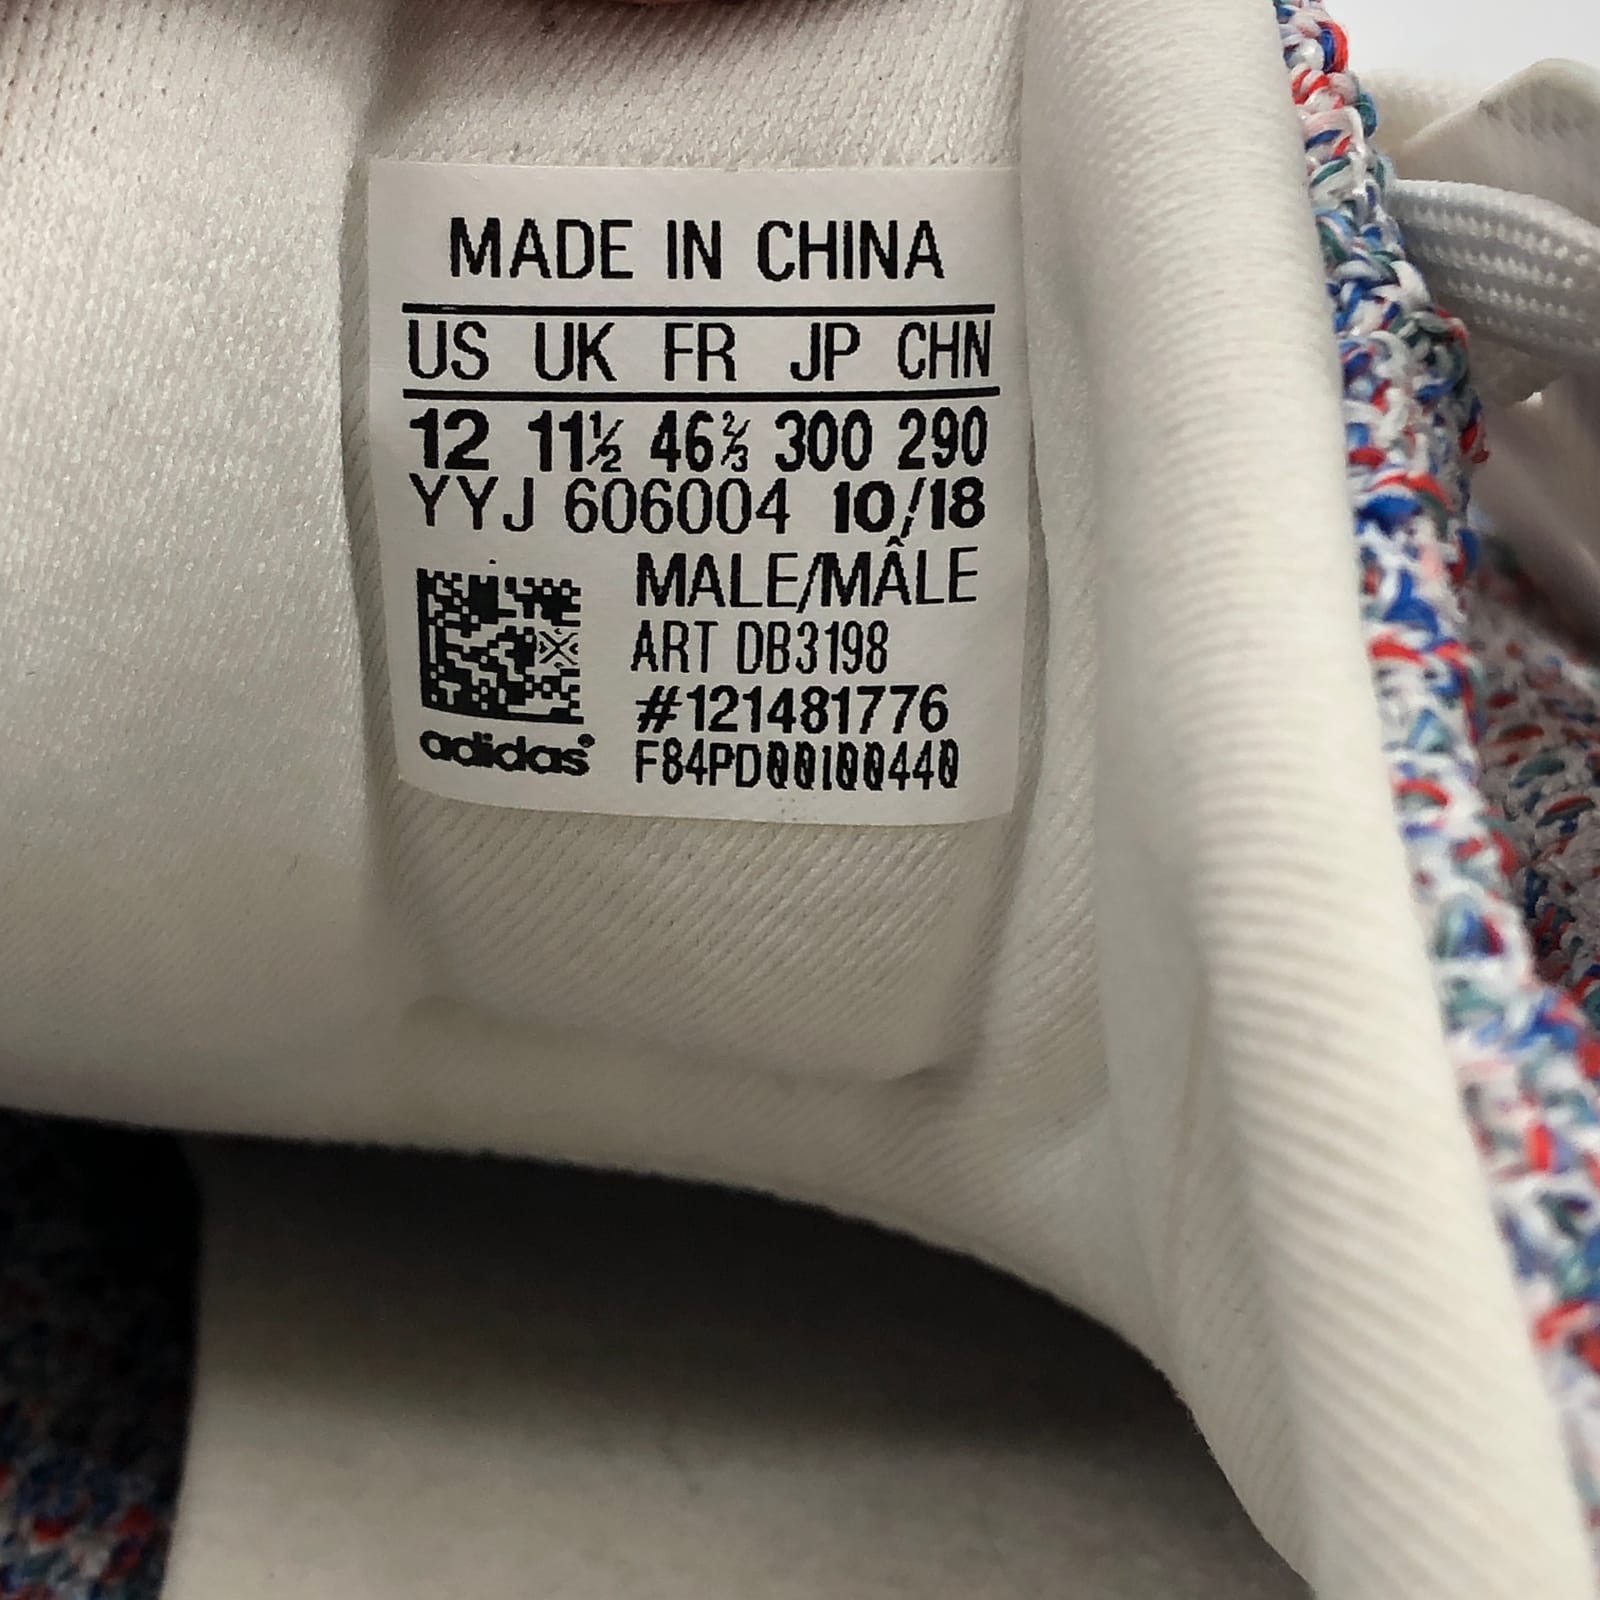 MADE IN CHINA
US UK FR JP CHN
12 11½ 46⅔ 300 290
YYJ 606004 10/18
MALE/MÂLE
ART DB3198
#121481776
adidas® F84PD00100440